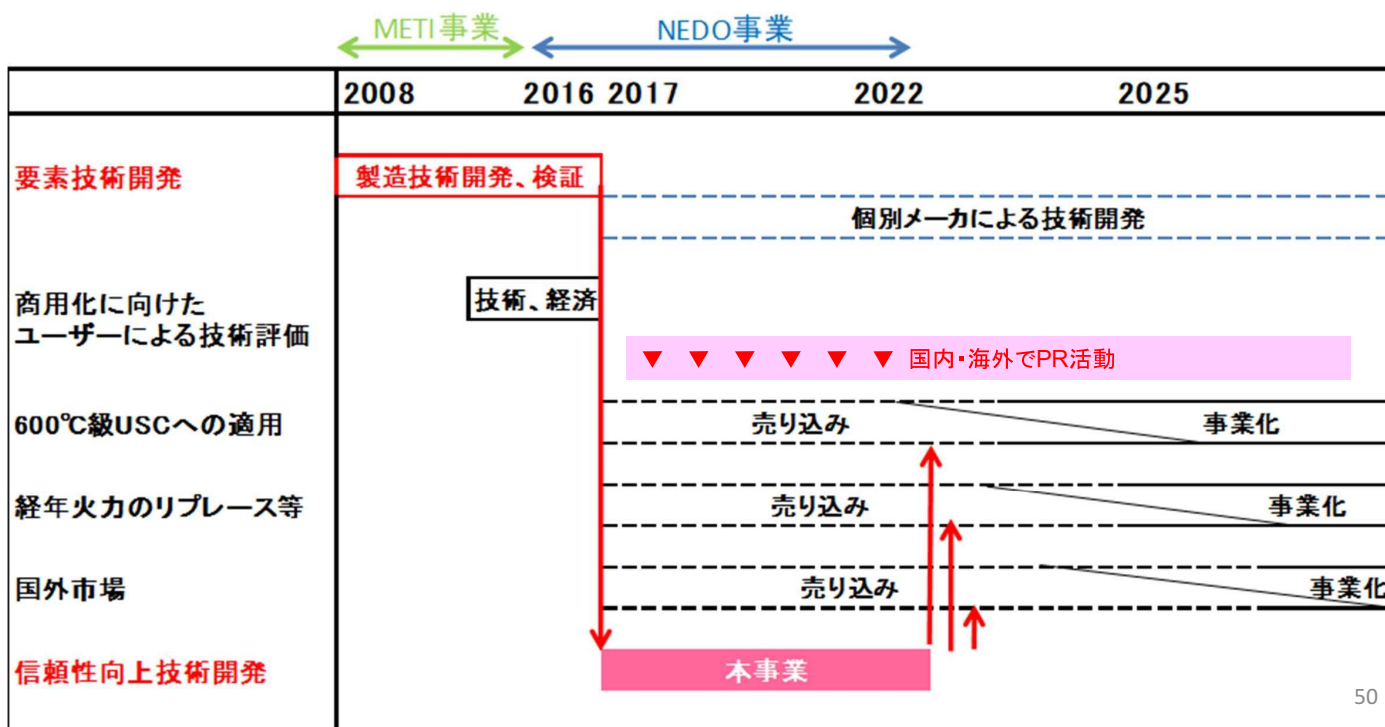 METI事業
NEDO事業
2008
2016
2017
2022
2025
要素技術開発
製造技術開発、検証
個別メーカによる技術開発
商用化に向けた
ユーザーによる技術評価
技術、経済
▼ ▼ ▼ ▼ ▼ ▼ 国内・海外でPR活動
600℃級USCへの適用
売り込み
事業化
経年火力のリプレース等
売り込み
事業化
国外市場
売り込み
事業化
信頼性向上技術開発
本事業
50